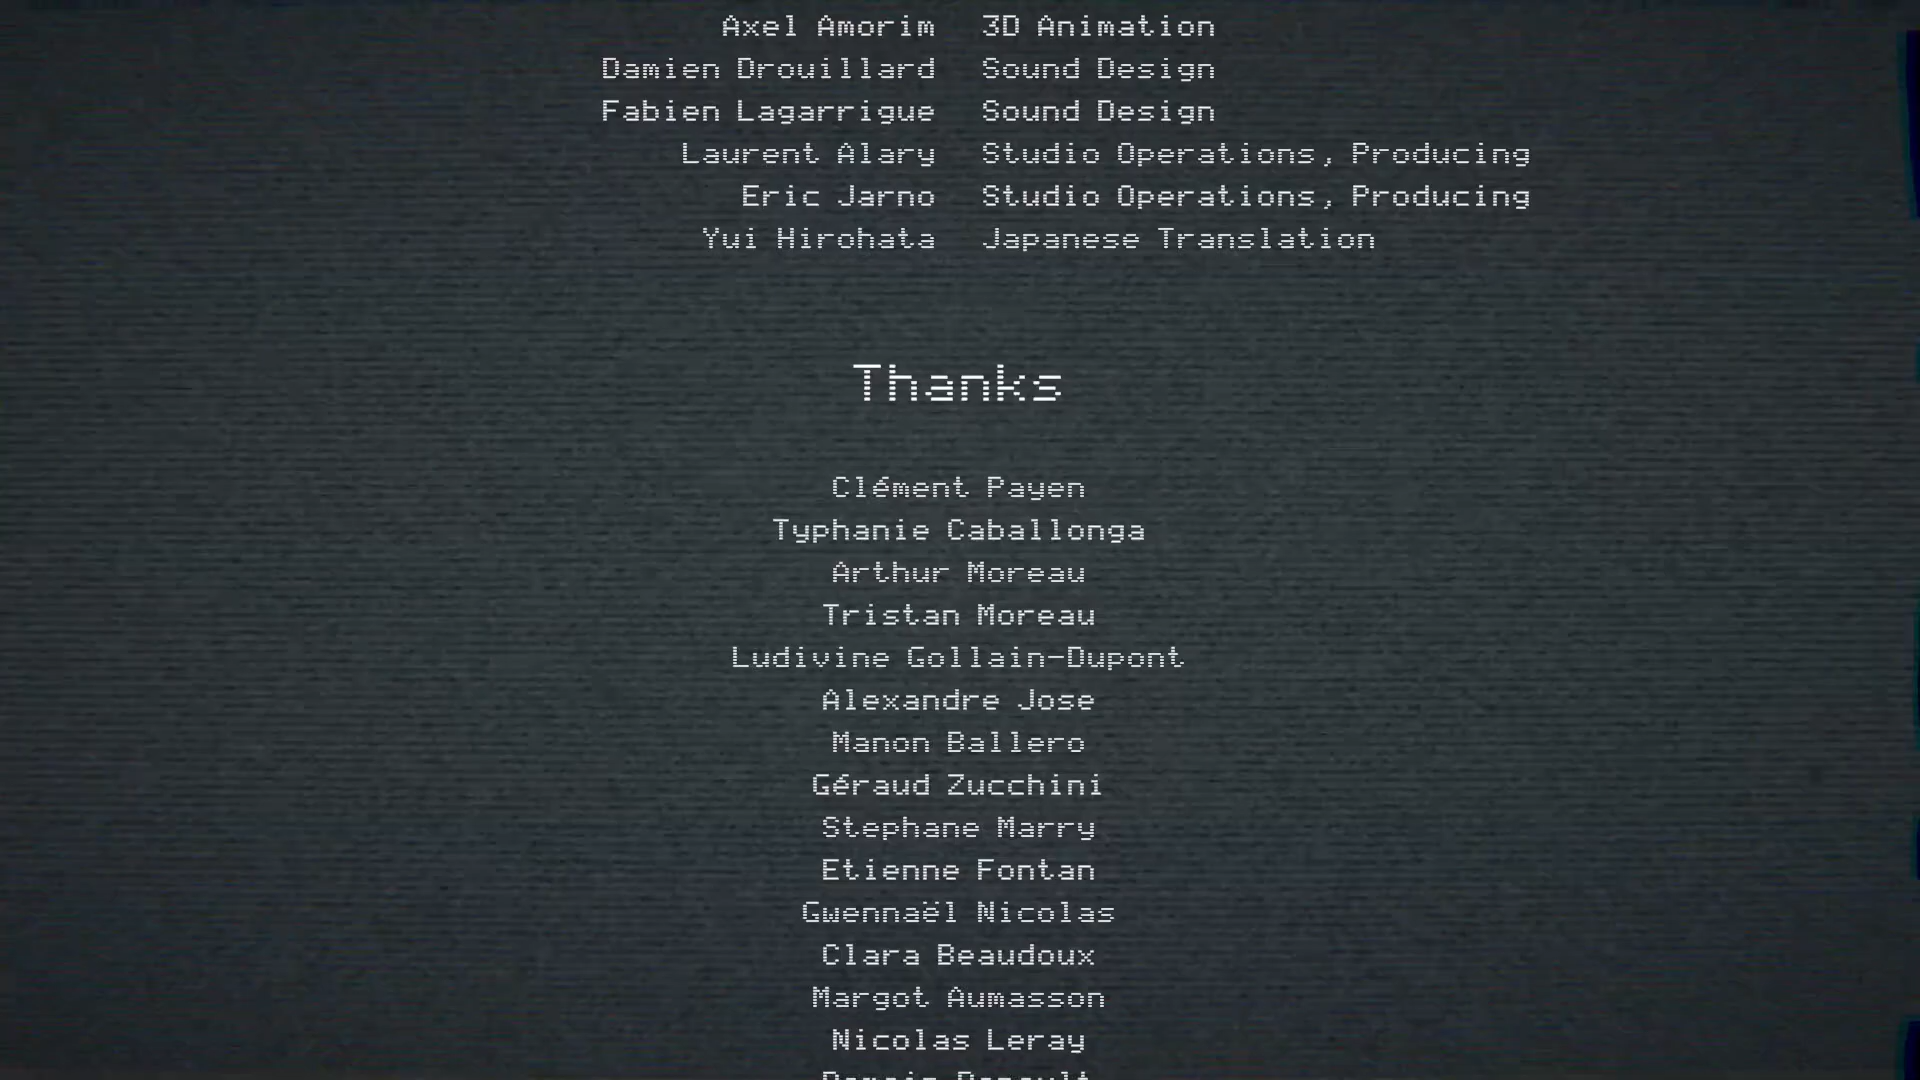 Axel Amorim 3D Animation
Damien Drouillard Sound Design
Fabien Lagarrigue Sound Design
Laurent Alary Studio Operations, Producing
Eric Jarno Studio Operations, Producing
Yui Hirohata Japanese Translation
Thanks
Clément Payen
Typhanie Caballonga
Arthur Moreau
Tristan Moreau
Ludivine Gollain-Dupont
Alexandre Jose
Manon Ballero
Géraud Zucchini
Stephane Marry
Etienne Fontan
Gwennaël Nicolas
Clara Beaudoux
Margot Aumasson
Nicolas Leray